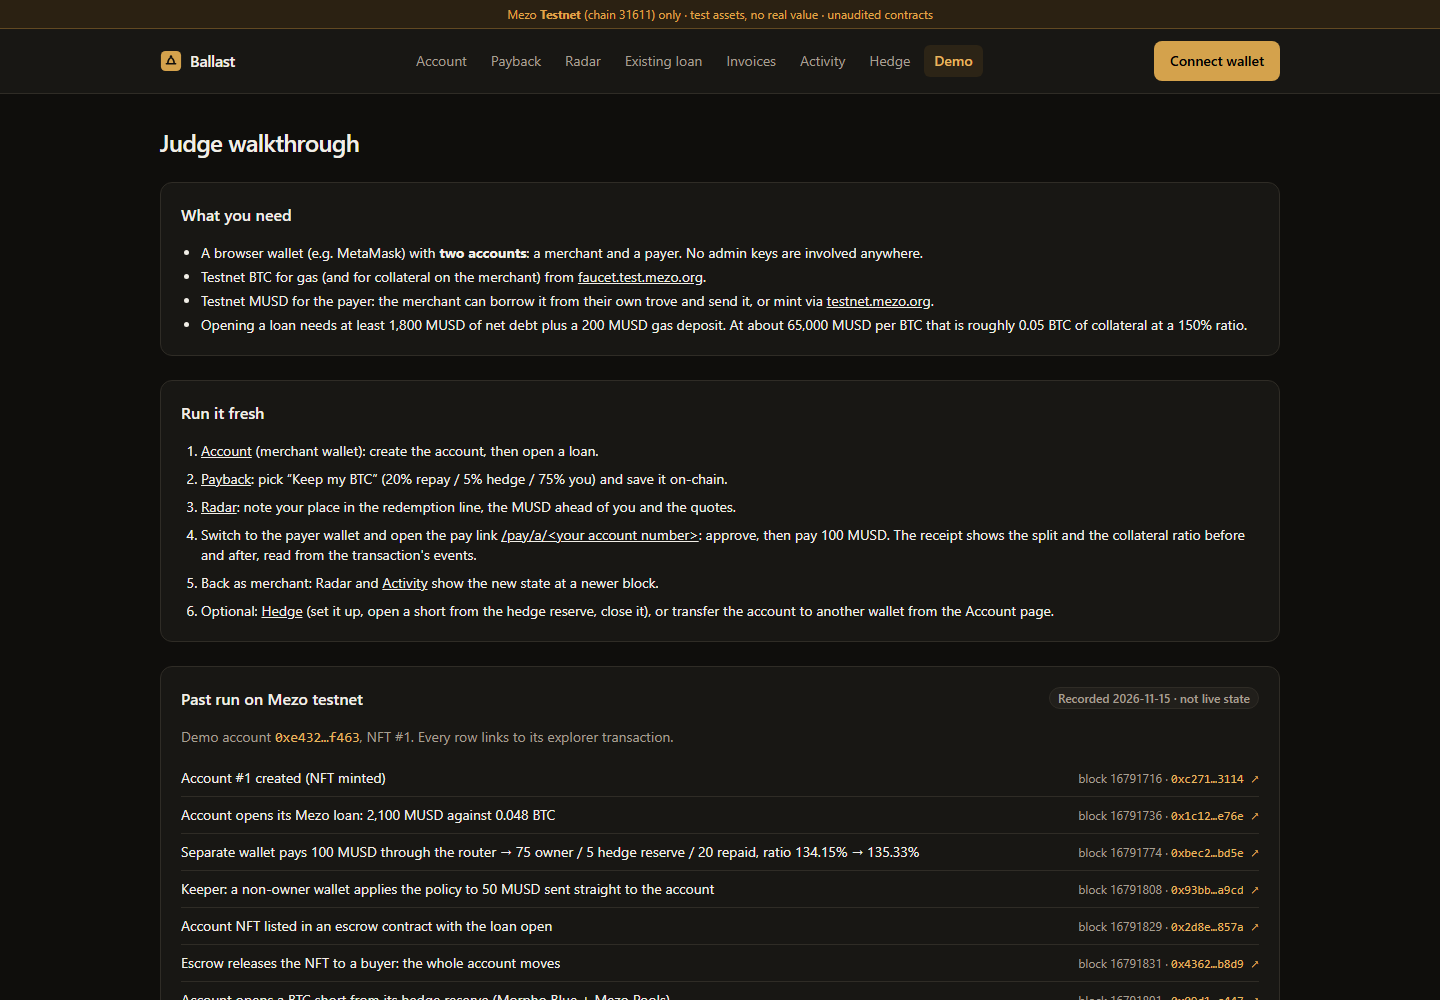 Mezo Testnet (chain 31611) only · test assets, no real value · unaudited contracts
Ballast
Account
Payback
Radar
Existing loan
Invoices
Activity
Hedge
Demo
Connect wallet
Judge walkthrough
What you need
• A browser wallet (e.g. MetaMask) with two accounts: a merchant and a payer. No admin keys are involved anywhere.
• Testnet BTC for gas (and for collateral on the merchant) from faucet.test.mezo.org.
• Testnet MUSD for the payer: the merchant can borrow it from their own trove and send it, or mint via testnet.mezo.org.
• Opening a loan needs at least 1,800 MUSD of net debt plus a 200 MUSD gas deposit. At about 65,000 MUSD per BTC that is roughly 0.05 BTC of collateral at a 150% ratio.
Run it fresh
1. Account (merchant wallet): create the account, then open a loan.
2. Payback: pick “Keep my BTC” (20% repay / 5% hedge / 75% you) and save it on-chain.
3. Radar: note your place in the redemption line, the MUSD ahead of you and the quotes.
4. Switch to the payer wallet and open the pay link /pay/a/<your account number>: approve, then pay 100 MUSD. The receipt shows the split and the collateral ratio before
and after, read from the transaction's events.
5. Back as merchant: Radar and Activity show the new state at a newer block.
6. Optional: Hedge (set it up, open a short from the hedge reserve, close it), or transfer the account to another wallet from the Account page.
Past run on Mezo testnet
Recorded 2026-11-15 · not live state
Demo account 0xe432…f463, NFT #1. Every row links to its explorer transaction.
Account #1 created (NFT minted)
block 16791716 · 0xc271…3114 ↗
Account opens its Mezo loan: 2,100 MUSD against 0.048 BTC
block 16791736 · 0x1c12…e76e ↗
Separate wallet pays 100 MUSD through the router → 75 owner / 5 hedge reserve / 20 repaid, ratio 134.15% → 135.33%
block 16791774 · 0xbec2…bd5e ↗
Keeper: a non-owner wallet applies the policy to 50 MUSD sent straight to the account
block 16791808 · 0x93bb…a9cd ↗
Account NFT listed in an escrow contract with the loan open
block 16791829 · 0x2d8e…857a ↗
Escrow releases the NFT to a buyer: the whole account moves
block 16791831 · 0x4362…b8d9 ↗
Account opens a BTC short from its hedge reserve (Morpho Blue + Mezo Pools)